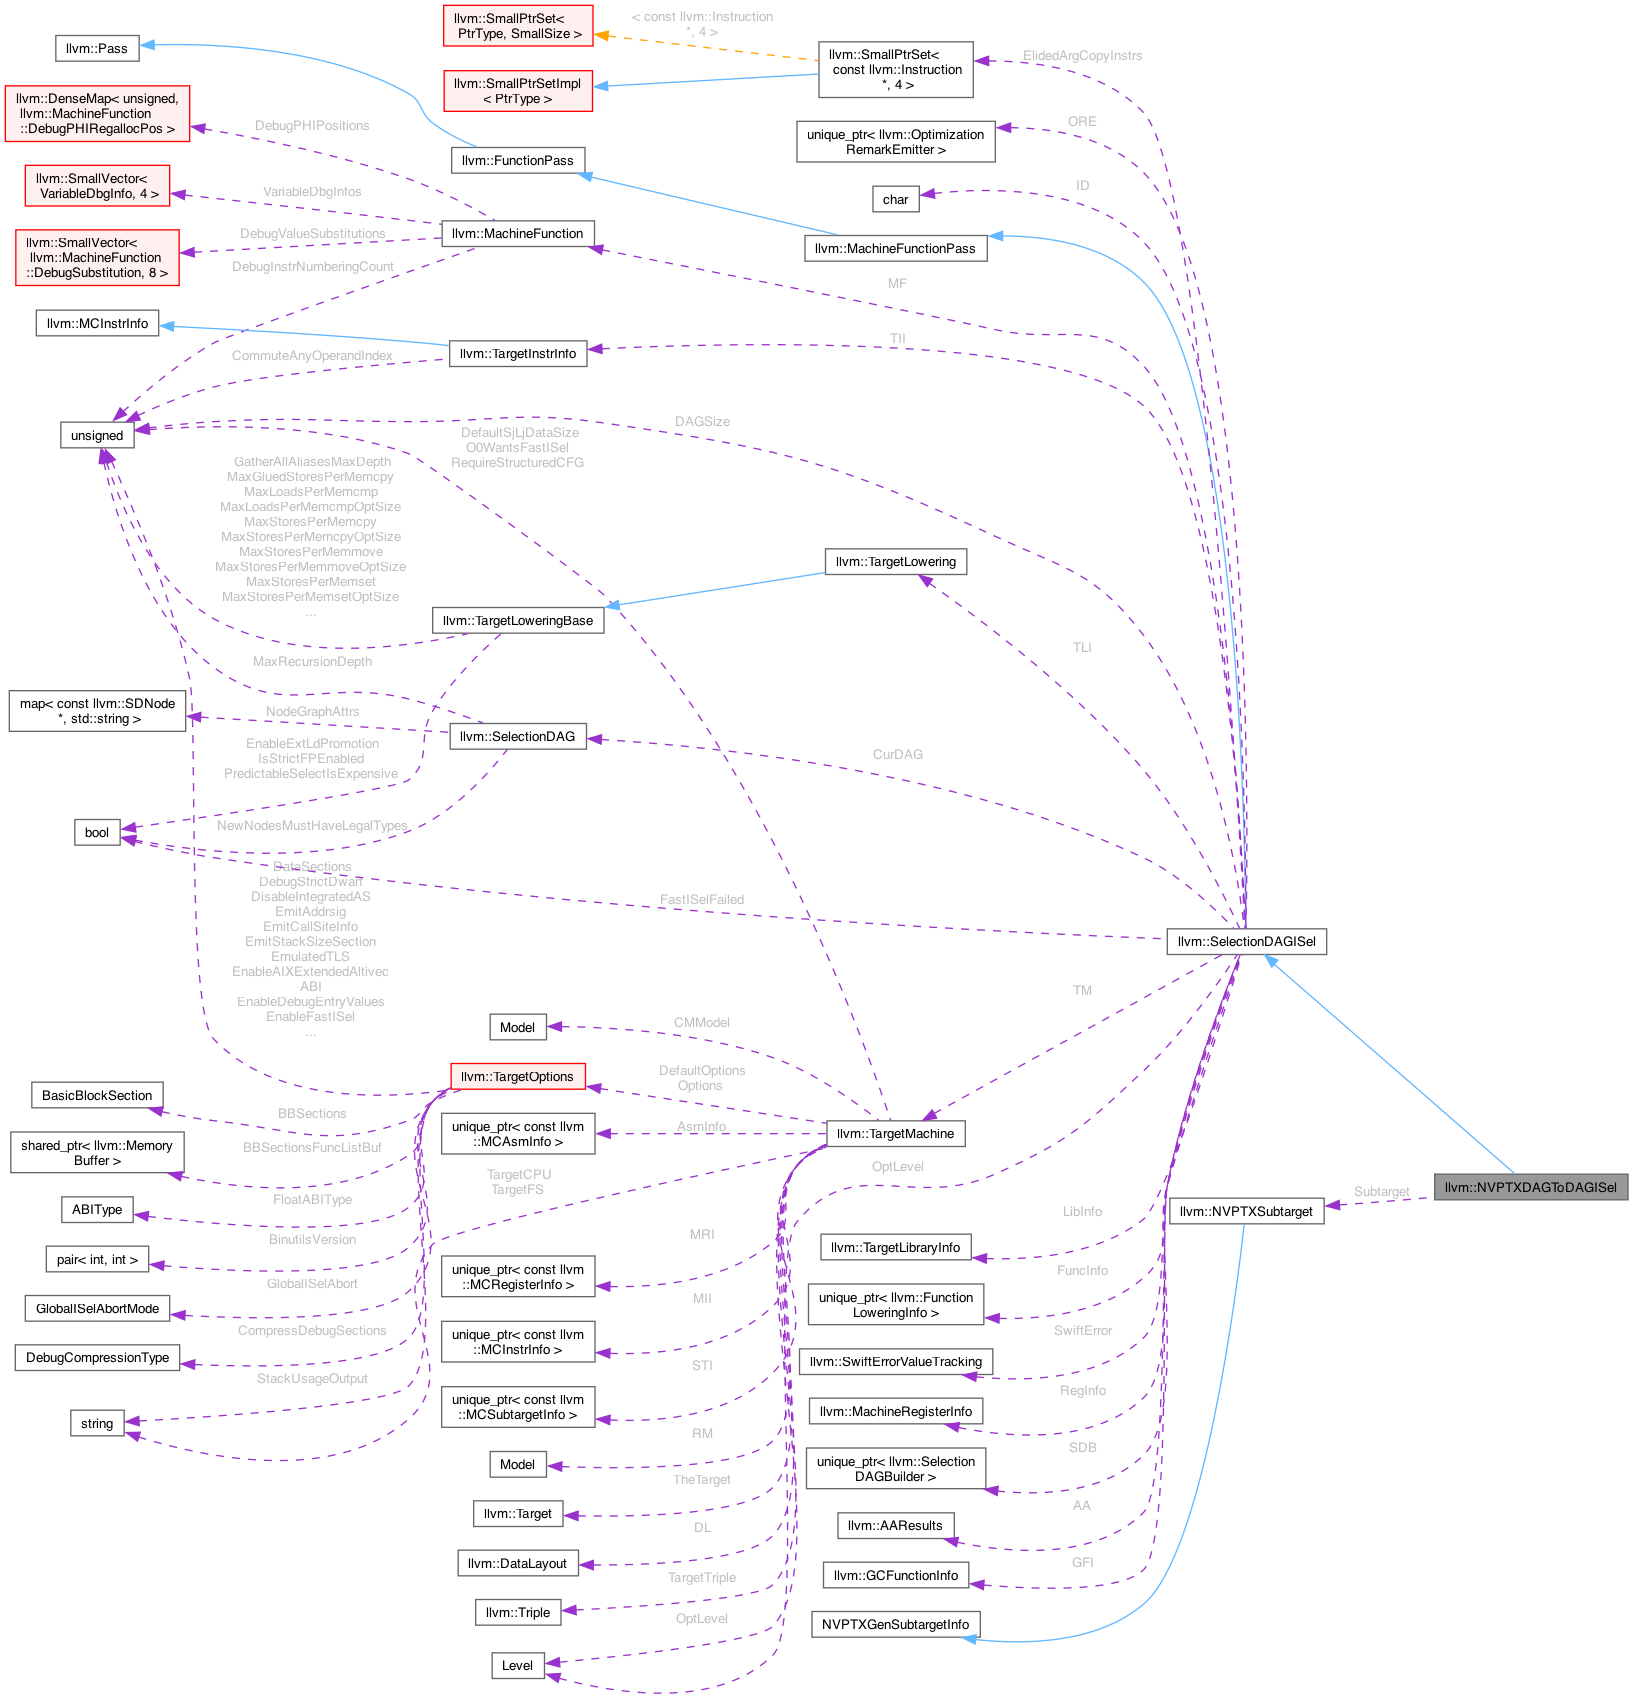 llvm::SmallPtrSet<
PtrType, SmallSize >
< const llvm::Instruction
*, 4 >
llvm::Pass
llvm::SmallPtrSet<
const llvm::Instruction
*, 4 >
ElidedArgCopyInstrs
llvm::SmallPtrSetImpl
< PtrType >
llvm::DenseMap< unsigned,
llvm::MachineFunction
::DebugPHIRegallocPos >
DebugPHIPositions
unique_ptr< llvm::Optimization
RemarkEmitter >
ORE
llvm::FunctionPass
llvm::SmallVector<
VariableDbgInfo, 4 >
VariableDbgInfos
char
ID
llvm::SmallVector<
llvm::MachineFunction
::DebugSubstitution, 8 >
DebugValueSubstitutions
llvm::MachineFunction
llvm::MachineFunctionPass
DebugInstrNumberingCount
MF
llvm::MCInstrInfo
TII
CommuteAnyOperandIndex
llvm::TargetInstrInfo
unsigned
DefaultSjLjDataSize
O0WantsFastISel
RequireStructuredCFG
DAGSize
GatherAllAliasesMaxDepth
MaxGluedStoresPerMemcpy
MaxLoadsPerMemcmp
MaxLoadsPerMemcmpOptSize
MaxStoresPerMemcpy
MaxStoresPerMemcpyOptSize
MaxStoresPerMemmove
MaxStoresPerMemmoveOptSize
MaxStoresPerMemset
MaxStoresPerMemsetOptSize
...
llvm::TargetLowering
llvm::TargetLoweringBase
TLI
MaxRecursionDepth
map< const llvm::SDNode
*, std::string >
NodeGraphAttrs
llvm::SelectionDAG
CurDAG
EnableExtLdPromotion
IsStrictFPEnabled
PredictableSelectIsExpensive
bool
NewNodesMustHaveLegalTypes
DataSections
DebugStrictDwarf
DisableIntegratedAS
EmitAddrsig
EmitCallSiteInfo
EmitStackSizeSection
EmulatedTLS
EnableAIXExtendedAltivec
ABI
EnableDebugEntryValues
EnableFastISel
...
FastISelFailed
llvm::SelectionDAGISel
TM
Model
CMModel
llvm::TargetOptions
DefaultOptions
Options
BasicBlockSection
BBSections
unique_ptr< const llvm
::MCAsmInfo >
AsmInfo
llvm::TargetMachine
shared_ptr< llvm::Memory
Buffer >
BBSectionsFuncListBuf
TargetCPU
TargetFS
OptLevel
llvm::NVPTXDAGToDAGISel
Subtarget
ABIType
FloatABIType
LibInfo
llvm::NVPTXSubtarget
pair< int, int >
BinutilsVersion
MRI
llvm::TargetLibraryInfo
unique_ptr< const llvm
::MCRegisterInfo >
FuncInfo
GlobalISelAbortMode
GlobalISelAbort
MII
unique_ptr< llvm::Function
LoweringInfo >
DebugCompressionType
CompressDebugSections
unique_ptr< const llvm
::MCInstrInfo >
SwiftError
llvm::SwiftErrorValueTracking
StackUsageOutput
STI
RegInfo
string
unique_ptr< const llvm
::MCSubtargetInfo >
llvm::MachineRegisterInfo
Model
RM
SDB
unique_ptr< llvm::Selection
DAGBuilder >
TheTarget
llvm::Target
AA
llvm::AAResults
DL
llvm::DataLayout
GFI
llvm::GCFunctionInfo
TargetTriple
llvm::Triple
OptLevel
NVPTXGenSubtargetInfo
Level